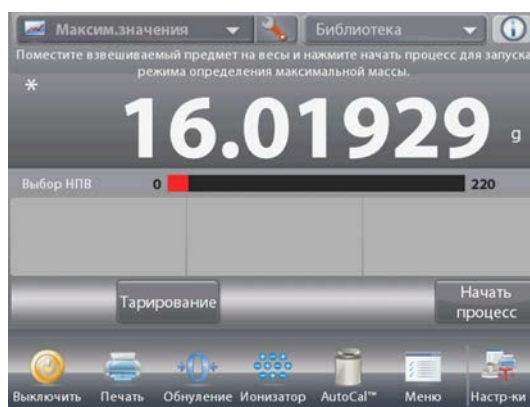 Максим.значения Библиотека
Поместите взвешиваемый предмет на весы и нажмите начать процесс для запуска
режима определения максимальной массы.
*
16.01929 g
Выбор НПВ 0 220
Тарирование Начать процесс
Выключить Печать Обнуление Ионизатор AutoCal™ Меню Настр-ки